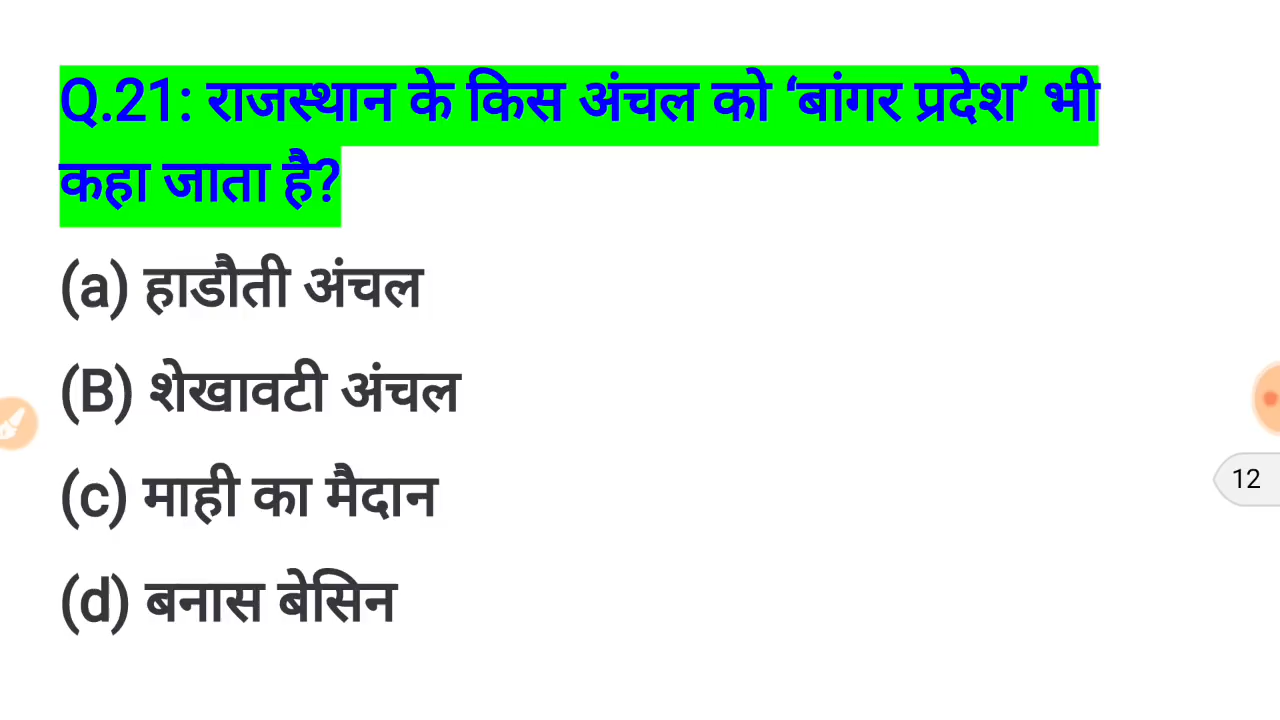 Q.21: राजस्थान के किस अंचल को ‘बांगर प्रदेश’ भी
कहा जाता है?
(a) हाडौती अंचल
(B) शेखावटी अंचल
(c) माही का मैदान
12
(d) बनास बेसिन